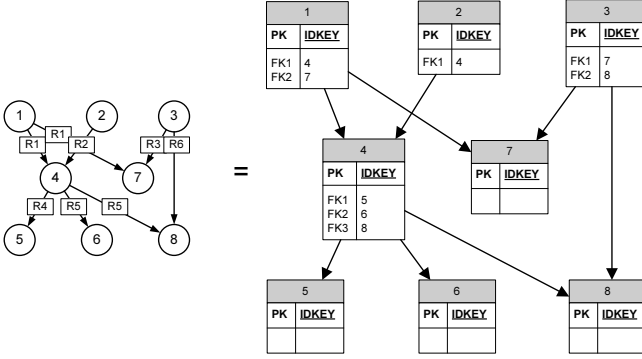 1
2
3
R1
R1
R2
R3
R6
4
7
R4
R5
R5
5
6
8
=
1
PK IDKEY
FK1 4
FK2 7
2
PK IDKEY
FK1 4
3
PK IDKEY
FK1 7
FK2 8
4
PK IDKEY
FK1 5
FK2 6
FK3 8
7
PK IDKEY
5
PK IDKEY
6
PK IDKEY
8
PK IDKEY